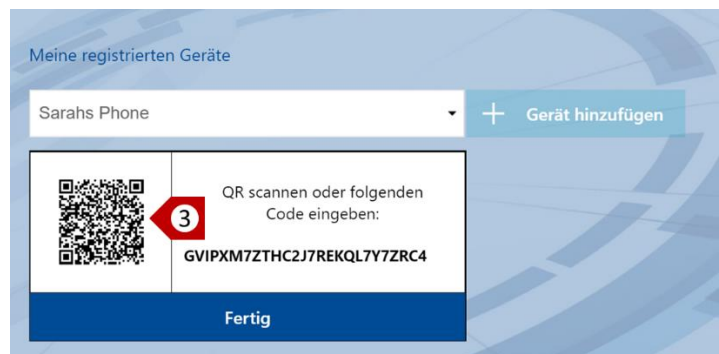 Meine registrierten Geräte
Sarahs Phone
Gerät hinzufügen
3
QR scannen oder folgenden
Code eingeben:
GVIPXM7ZTHC2J7REKQL7Y7ZRC4
Fertig